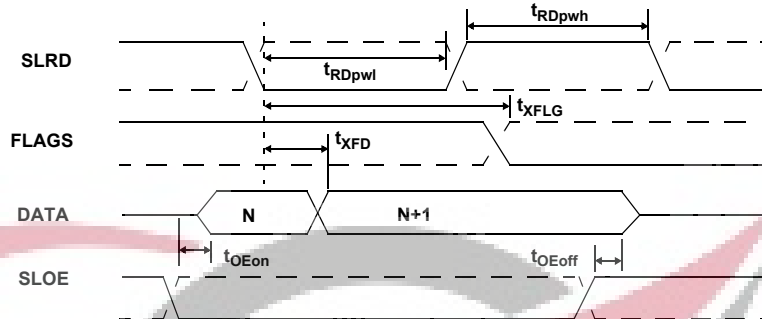 tRDpwh
SLRD
tRDpwl
tXFLG
FLAGS
tXFD
DATA
N
N+1
tOEon
tOEoff
SLOE